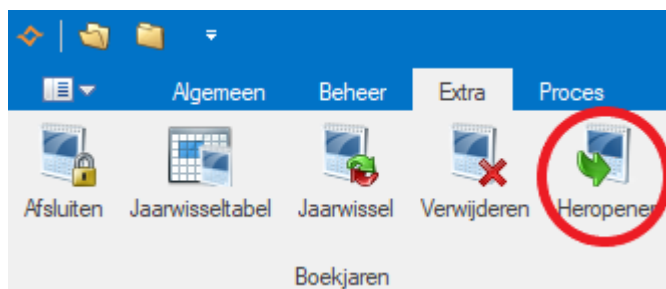 Algemeen Beheer Extra Proces
Afsluiten Jaarwisseltabel Jaarwissel Verwijderen Heropenen
Boekjaren